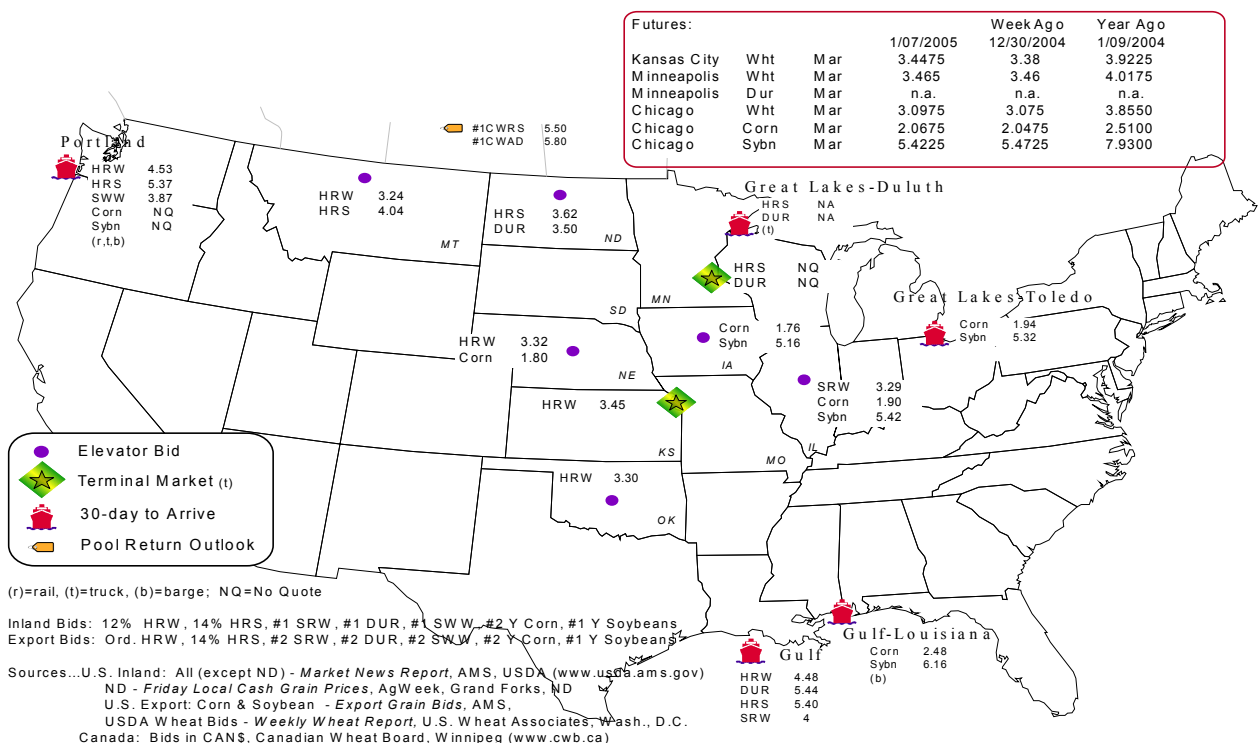 Futures: Week Ago Year Ago
1/07/2005 12/30/2004 1/09/2004
Kansas City Wht Mar 3.4475 3.38 3.9225
Minneapolis Wht Mar 3.465 3.46 4.0175
Minneapolis Dur Mar n.a. n.a. n.a.
Chicago Wht Mar 3.0975 3.075 3.8550
Chicago Corn Mar 2.0675 2.0475 2.5100
Chicago Sybn Mar 5.4225 5.4725 7.9300
#1CWRS 5.50
#1CWAD 5.80
Portland
HRW 4.53
HRS 5.37
SWW 3.87
Corn NQ
Sybn NQ
(r,t,b)
HRW 3.24
HRS 4.04
MT
HRS 3.62
DUR 3.50
ND
Great Lakes-Duluth
HRS NA
DUR NA
(t)
HRS NQ
DUR NQ
MN
SD
Great Lakes-Toledo
Corn 1.94
Sybn 5.32
Corn 1.76
Sybn 5.16
IA
HRW 3.32
Corn 1.80
NE
SRW 3.29
Corn 1.90
Sybn 5.42
IL
HRW 3.45
KS
MO
HRW 3.30
OK
Elevator Bid
Terminal Market (t)
30-day to Arrive
Pool Return Outlook
Gulf-Louisiana
Corn 2.48
Sybn 6.16
(b)
Gulf
HRW 4.48
DUR 5.44
HRS 5.40
SRW 4
(r)=rail, (t)=truck, (b)=barge; NQ=No Quote
Inland Bids: 12% HRW, 14% HRS, #1 SRW, #1 DUR, #1 SWW, #2 Y Corn, #1 Y Soybeans
Export Bids: Ord. HRW, 14% HRS, #2 SRW, #2 DUR, #2 SWW, #2 Y Corn, #1 Y Soybeans
Sources...U.S. Inland: All (except ND) - Market News Report, AMS, USDA (www.usda.ams.gov)
ND - Friday Local Cash Grain Prices, AgWeek, Grand Forks, ND
U.S. Export: Corn & Soybean - Export Grain Bids, AMS,
USDA Wheat Bids - Weekly Wheat Report, U.S. Wheat Associates, Wash., D.C.
Canada: Bids in CAN$, Canadian Wheat Board, Winnipeg (www.cwb.ca)